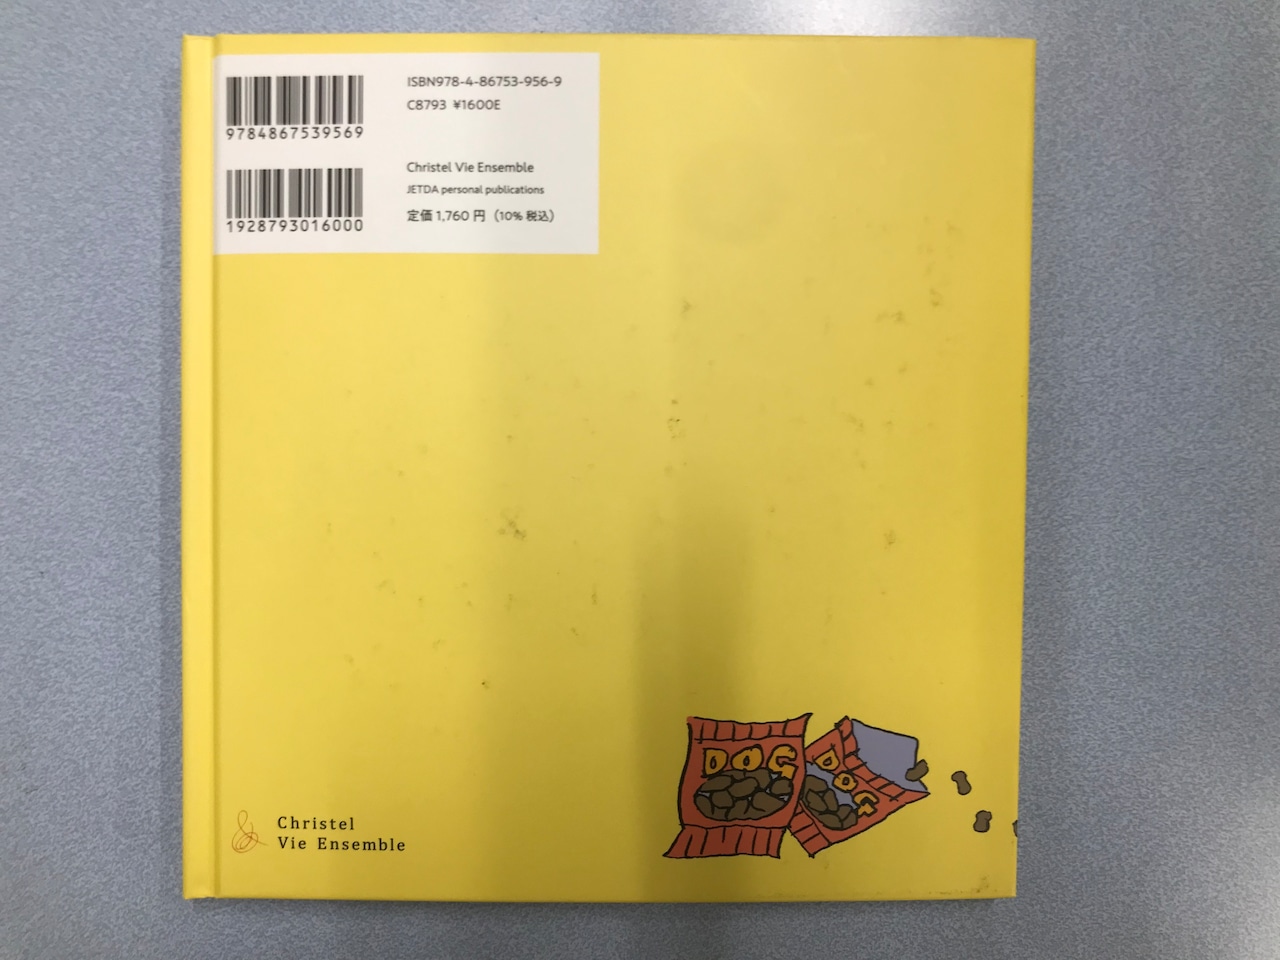 9784867539569
ISBN978-4-86753-956-9
C8793 ¥1600E
1928793016000
Christel Vie Ensemble
JETDA personal publications
定価 1,760 円（10% 税込）
DOG
DOG
Christel
Vie Ensemble